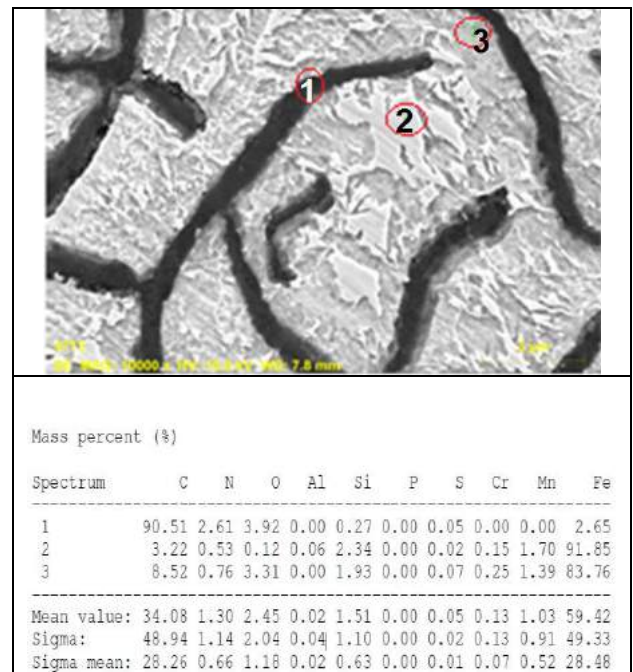 1
2
3
10000 x
7.8 mm
Mass percent (%)
Spectrum C N O Al Si P S Cr Mn Fe
1 90.51 2.61 3.92 0.00 0.27 0.00 0.05 0.00 0.00 2.65
2 3.22 0.53 0.12 0.06 2.34 0.00 0.02 0.15 1.70 91.85
3 8.52 0.76 3.31 0.00 1.93 0.00 0.07 0.25 1.39 83.76
Mean value: 34.08 1.30 2.45 0.02 1.51 0.00 0.05 0.13 1.03 59.42
Sigma: 48.94 1.14 2.04 0.04 1.10 0.00 0.02 0.13 0.91 49.33
Sigma mean: 28.26 0.66 1.18 0.02 0.63 0.00 0.01 0.07 0.52 28.48